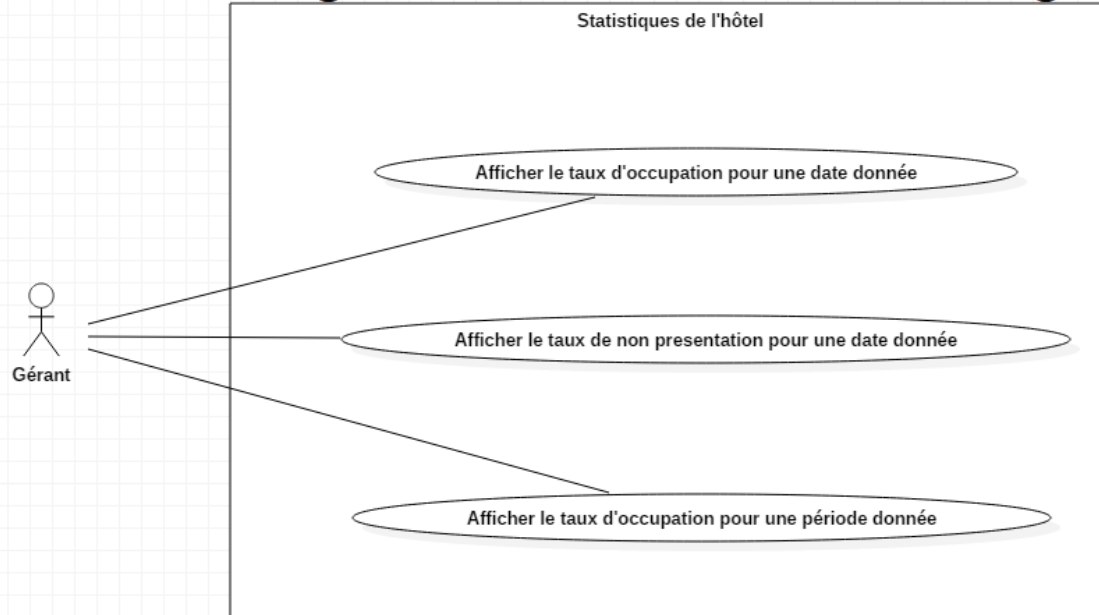 Statistiques de l'hôtel
Afficher le taux d'occupation pour une date donnée
Afficher le taux de non presentation pour une date donnée
Gérant
Afficher le taux d'occupation pour une période donnée